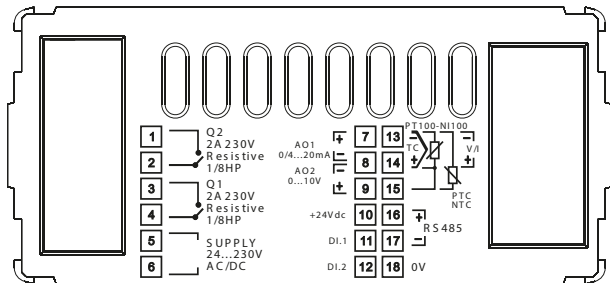 1
Q2
2A 230V
2
Resistive
1/8HP
3
Q1
2A 230V
4
Resistive
1/8HP
5
SUPPLY
24...230V
6
AC/DC
PT100-NI100
AO1
0/4...20mA
+
-
7
13
-
TC
+
-
V/I
+
8
14
AO2
0...10V
-
+
9
15
PTC
NTC
+24Vdc
10
16
+
RS485
-
DI.1
11
17
DI.2
12
18
0V